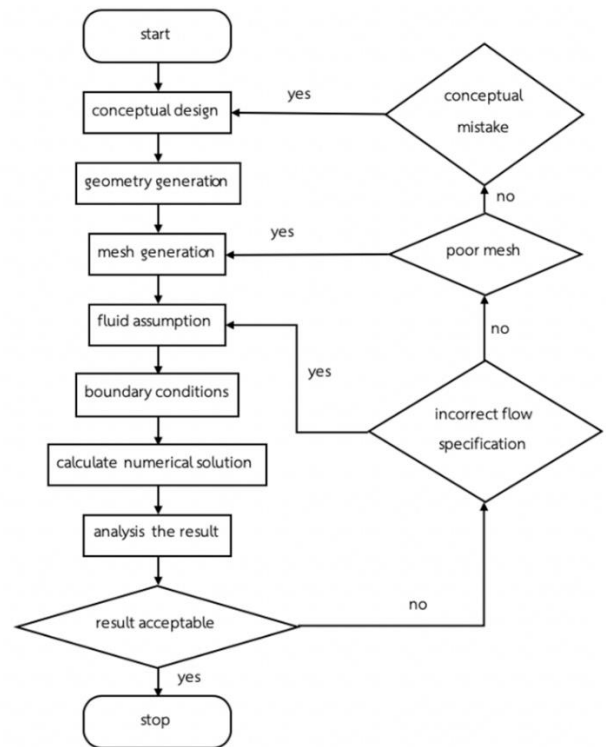 start
conceptual design
yes
conceptual
mistake
geometry generation
no
mesh generation
yes
poor mesh
fluid assumption
no
yes
boundary conditions
incorrect flow
specification
calculate numerical solution
analysis the result
result acceptable
no
yes
stop